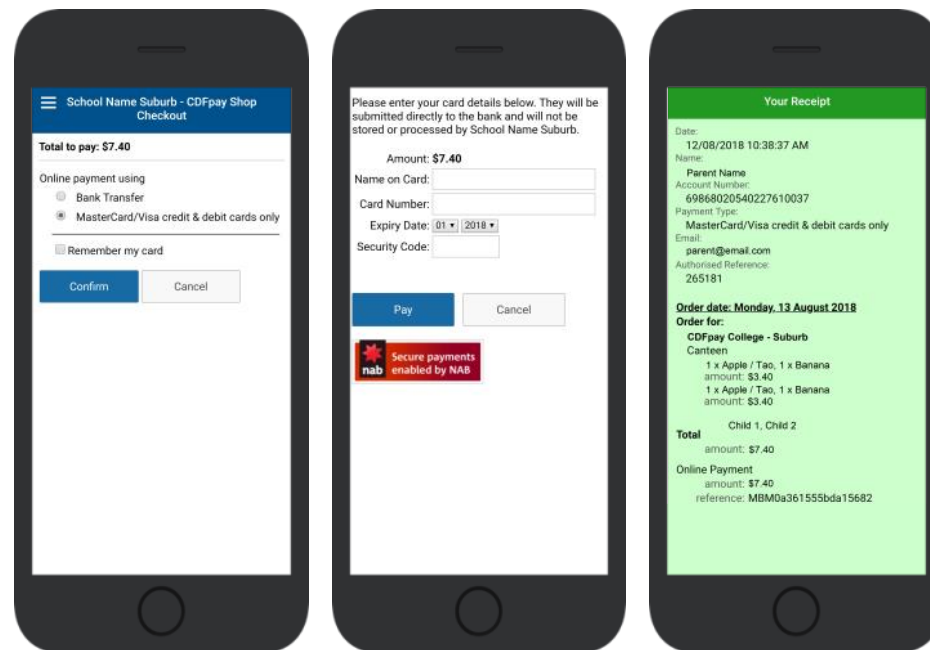 School Name Suburb - CDFpay Shop
Checkout
Total to pay: $7.40
Online payment using
Bank Transfer
MasterCard/Visa credit & debit cards only
Remember my card
Confirm Cancel
Please enter your card details below. They will be
submitted directly to the bank and will not be
stored or processed by School Name Suburb.
Amount: $7.40
Name on Card:
Card Number:
Expiry Date: 01 2018
Security Code:
Pay Cancel
nab Secure payments
enabled by NAB
Your Receipt
Date:
12/08/2018 10:38:37 AM
Name:
Parent Name
Account Number:
69868020540227610037
Payment Type:
MasterCard/Visa credit & debit cards only
Email:
parent@email.com
Authorised Reference:
265181
Order date: Monday, 13 August 2018
Order for:
CDFpay College - Suburb
Canteen
1 x Apple / Tao, 1 x Banana
amount: $3.40
1 x Apple / Tao, 1 x Banana
amount: $3.40
Child 1, Child 2
Total
amount: $7.40
Online Payment
amount: $7.40
reference: MBM0a361555bda15682